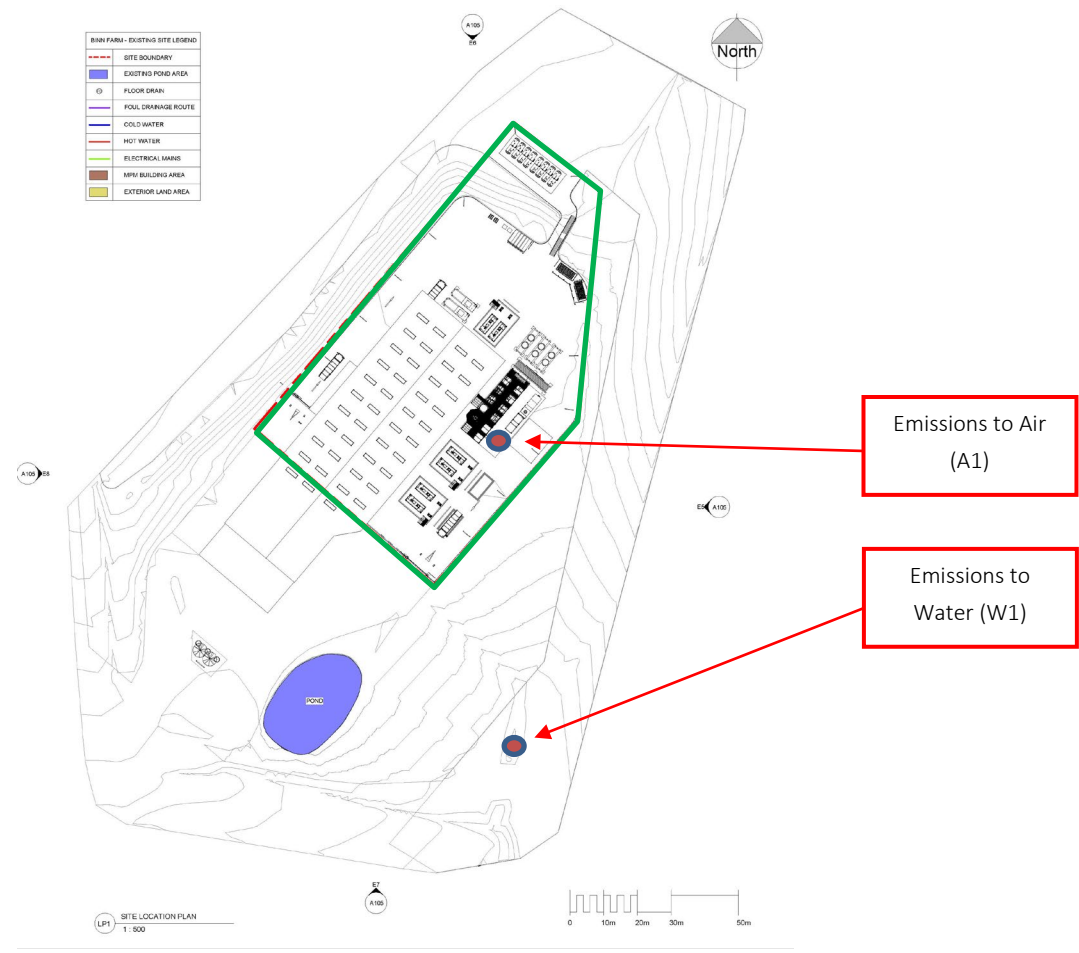 BINN FARM - EXISTING SITE LEGEND
SITE BOUNDARY
EXISTING POND AREA
FLOOR DRAIN
FOUL DRAINAGE ROUTE
COLD WATER
HOT WATER
ELECTRICAL MAINS
MPM BUILDING AREA
EXTERIOR LAND AREA
A105
E6
North
Emissions to Air
(A1)
A105 E8
E5 A105
Emissions to
Water (W1)
POND
E7
A105
LP1
SITE LOCATION PLAN
1 : 500
0 10m 20m 30m 50m